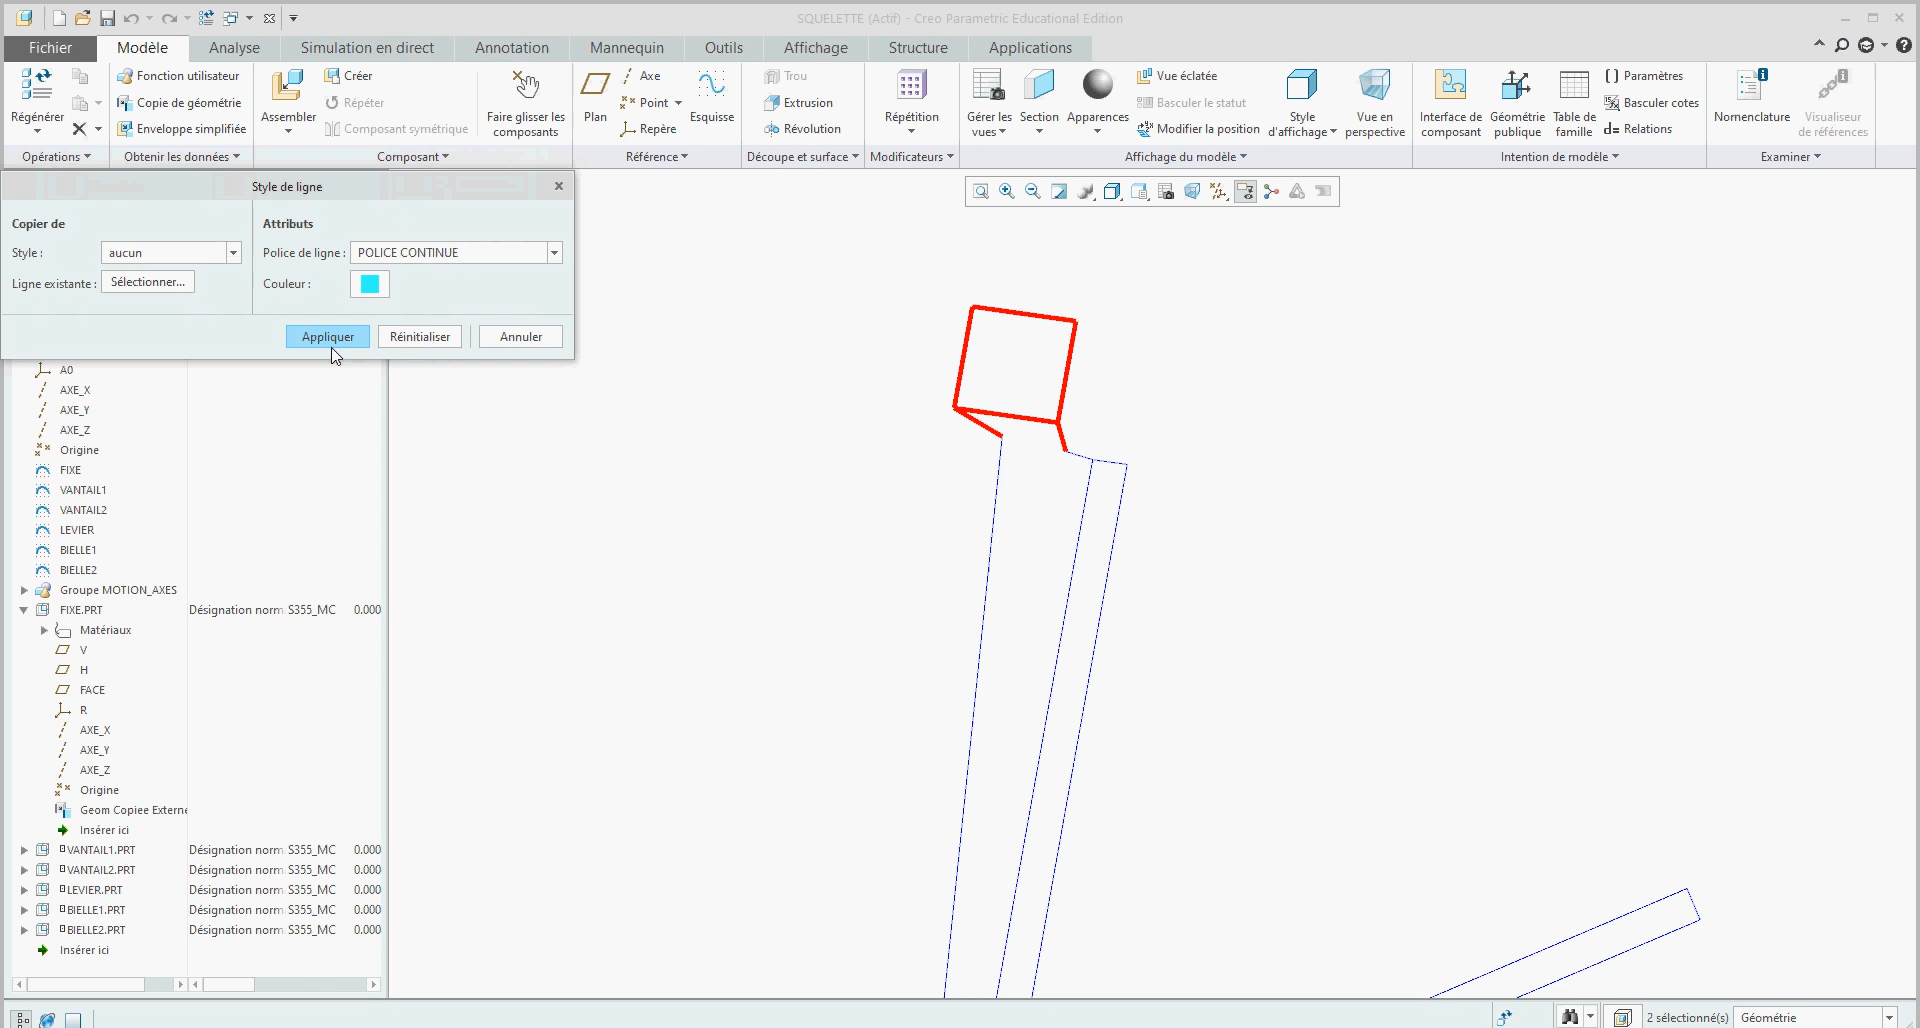 SQUELETTE (Actif) - Creo Parametric Educational Edition
Fichier Modèle Analyse Simulation en direct Annotation Mannequin Outils Affichage Structure Applications
Régénérer
Opérations
Fonction utilisateur
Copie de géométrie
Enveloppe simplifiée
Obtenir les données
Assembler
Créer
Répéter
Composant symétrique
Faire glisser les
composants
Composant
Plan
Axe
Point
Repère
Esquisse
Référence
Trou
Extrusion
Révolution
Découpe et surface
Répétition
Modificateurs
Gérer les
vues
Section
Apparences
Vue éclatée
Basculer le statut
Modifier la position
Style
d'affichage
Vue en
perspective
Affichage du modèle
Interface de
composant
Géométrie
publique
Table de
famille
Paramètres
Basculer cotes
d= Relations
Intention de modèle
Nomenclature
Visualiseur
de références
Examiner
Style de ligne
Copier de
Style : aucun
Ligne existante : Sélectionner...
Attributs
Police de ligne : POLICE CONTINUE
Couleur :
Appliquer Réinitialiser Annuler
A0
AXE_X
AXE_Y
AXE_Z
Origine
FIXE
VANTAIL1
VANTAIL2
LEVIER
BIELLE1
BIELLE2
Groupe MOTION_AXES
FIXE.PRT Désignation norm S355_MC 0.000
Matériaux
V
H
FACE
R
AXE_X
AXE_Y
AXE_Z
Origine
Geom Copiee Externe
Insérer ici
VANTAIL1.PRT Désignation norm S355_MC 0.000
VANTAIL2.PRT Désignation norm S355_MC 0.000
LEVIER.PRT Désignation norm S355_MC 0.000
BIELLE1.PRT Désignation norm S355_MC 0.000
BIELLE2.PRT Désignation norm S355_MC 0.000
Insérer ici
2 sélectionné(s) Géométrie